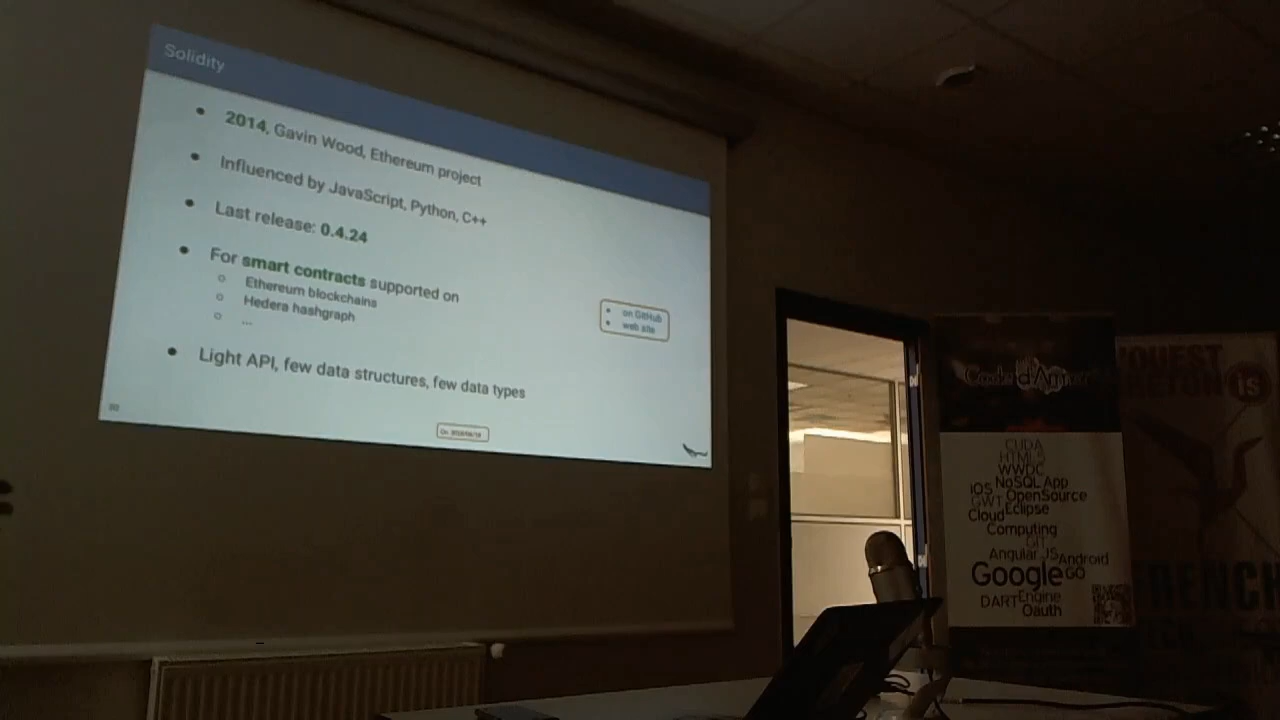 Solidity
2014, Gavin Wood, Ethereum project
Influenced by JavaScript, Python, C++
Last release: 0.4.24
For smart contracts supported on
Ethereum blockchains
Hedera hashgraph
...
Light API, few data structures, few data types
on GitHub
web site
CUDA
HTML5
WWDC
NoSQL App
iOS OpenSource
GWT Eclipse
Cloud
Computing
GIT
Angular JS Android
Google GO
DART Engine
Oauth
OUEST
IS